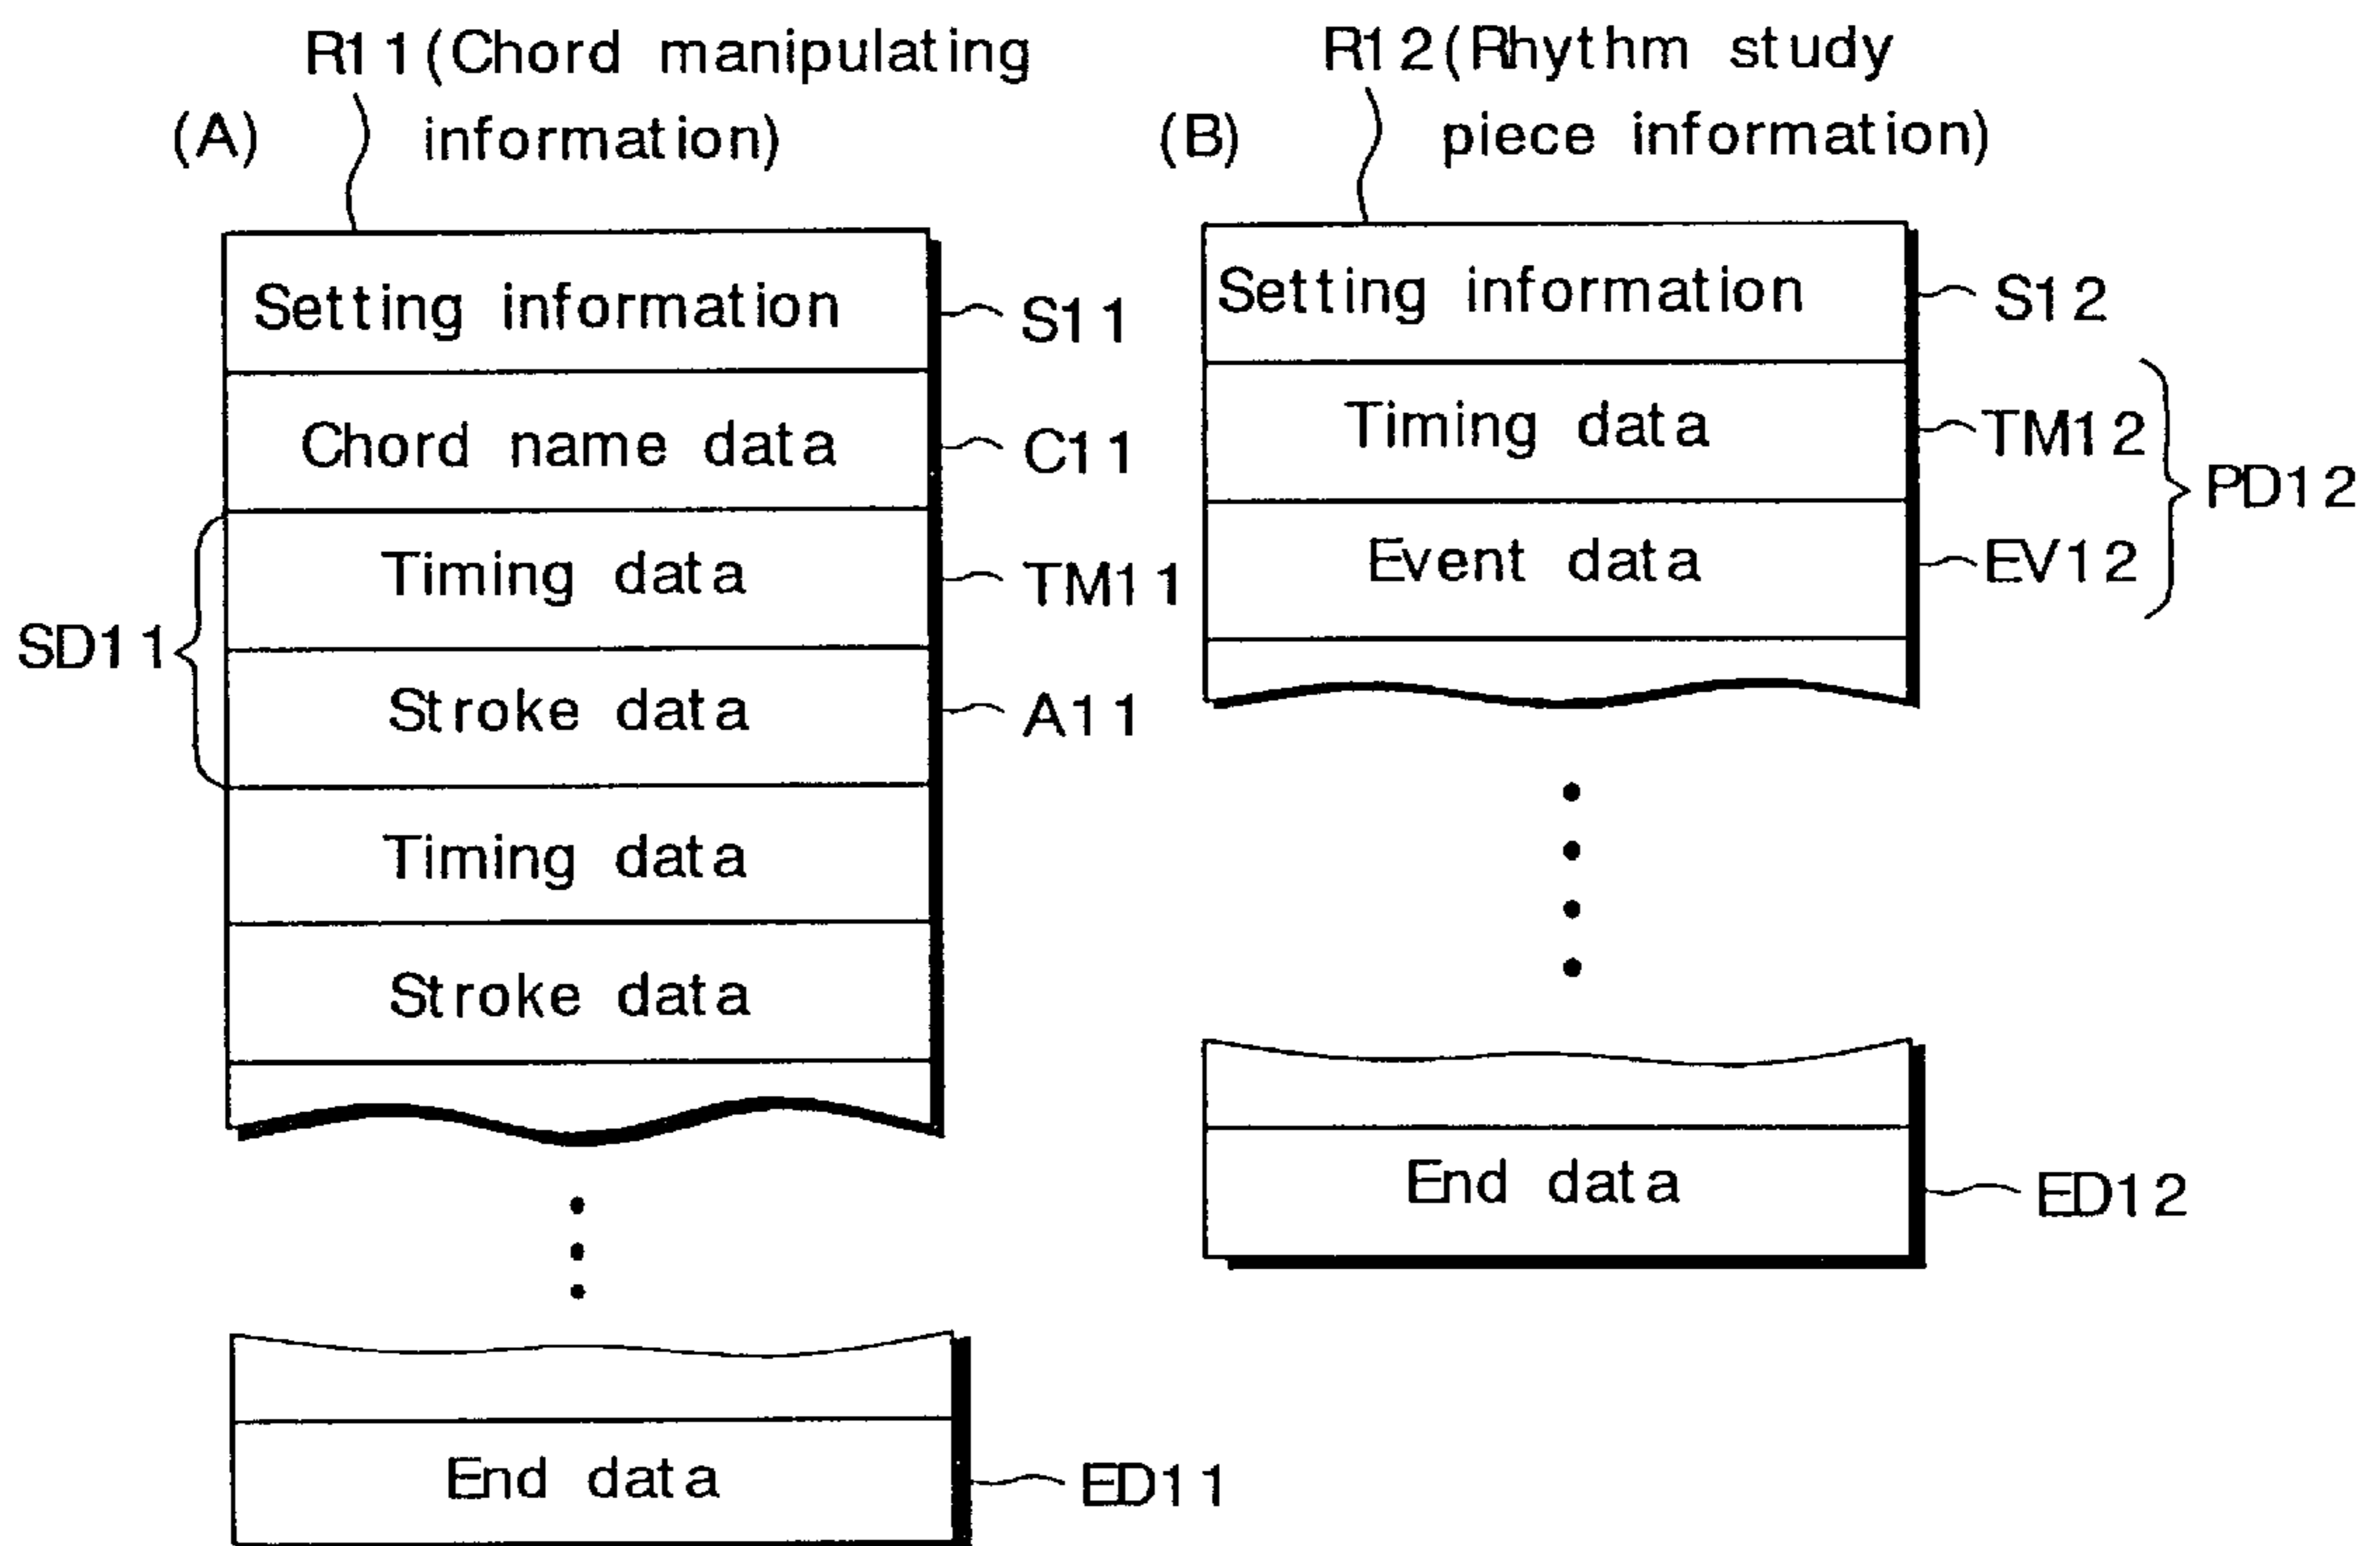 (A)
R11(Chord manipulating
information)
Setting information
S11
Chord name data
C11
Timing data
TM11
SD11
Stroke data
A11
Timing data
Stroke data
End data
ED11
(B)
R12(Rhythm study
piece information)
Setting information
S12
Timing data
TM12
PD12
Event data
EV12
End data
ED12